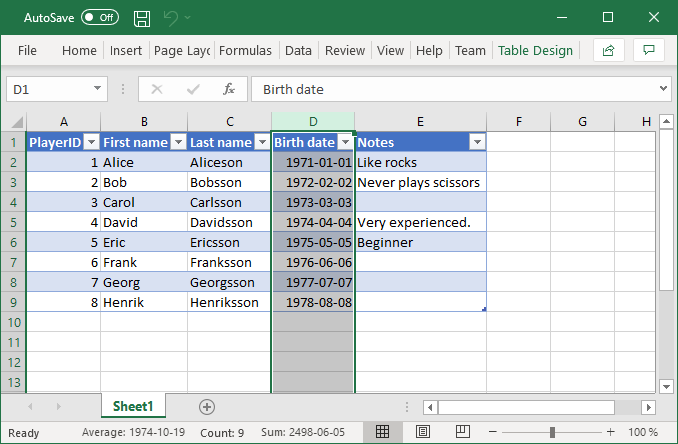 AutoSave Off 1974-10...
File Home Insert Page Layo Formulas Data Review View Help Team Table Design
D1 fx Birth date
A B C D E F G H
1 PlayerID First name Last name Birth date Notes
2 1 Alice Aliceson 1971-01-01 Like rocks
3 2 Bob Bobsson 1972-02-02 Never plays scissors
4 3 Carol Carlsson 1973-03-03
5 4 David Davidsson 1974-04-04 Very experienced.
6 5 Eric Ericsson 1975-05-05 Beginner
7 6 Frank Franksson 1976-06-06
8 7 Georg Georgsson 1977-07-07
9 8 Henrik Henriksson 1978-08-08
10
11
12
13
Sheet1
Ready Average: 1974-10-19 Count: 9 Sum: 2498-06-05 100 %